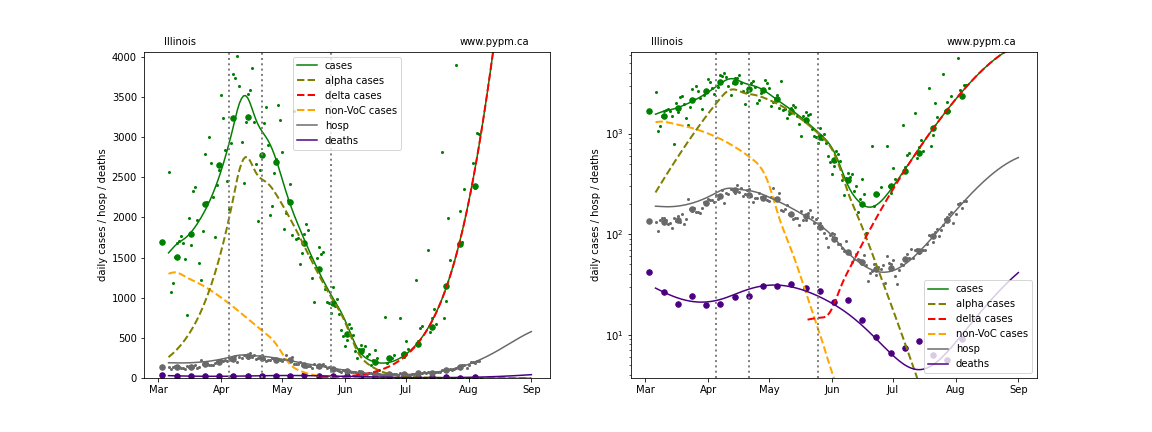 Illinois
www.pypm.ca
daily cases / hosp / deaths
4000
3500
3000
2500
2000
1500
1000
500
0
cases
alpha cases
delta cases
non-VoC cases
hosp
deaths
Mar
Apr
May
Jun
Jul
Aug
Sep
Illinois
www.pypm.ca
daily cases / hosp / deaths
10³
10²
10¹
cases
alpha cases
delta cases
non-VoC cases
hosp
deaths
Mar
Apr
May
Jun
Jul
Aug
Sep